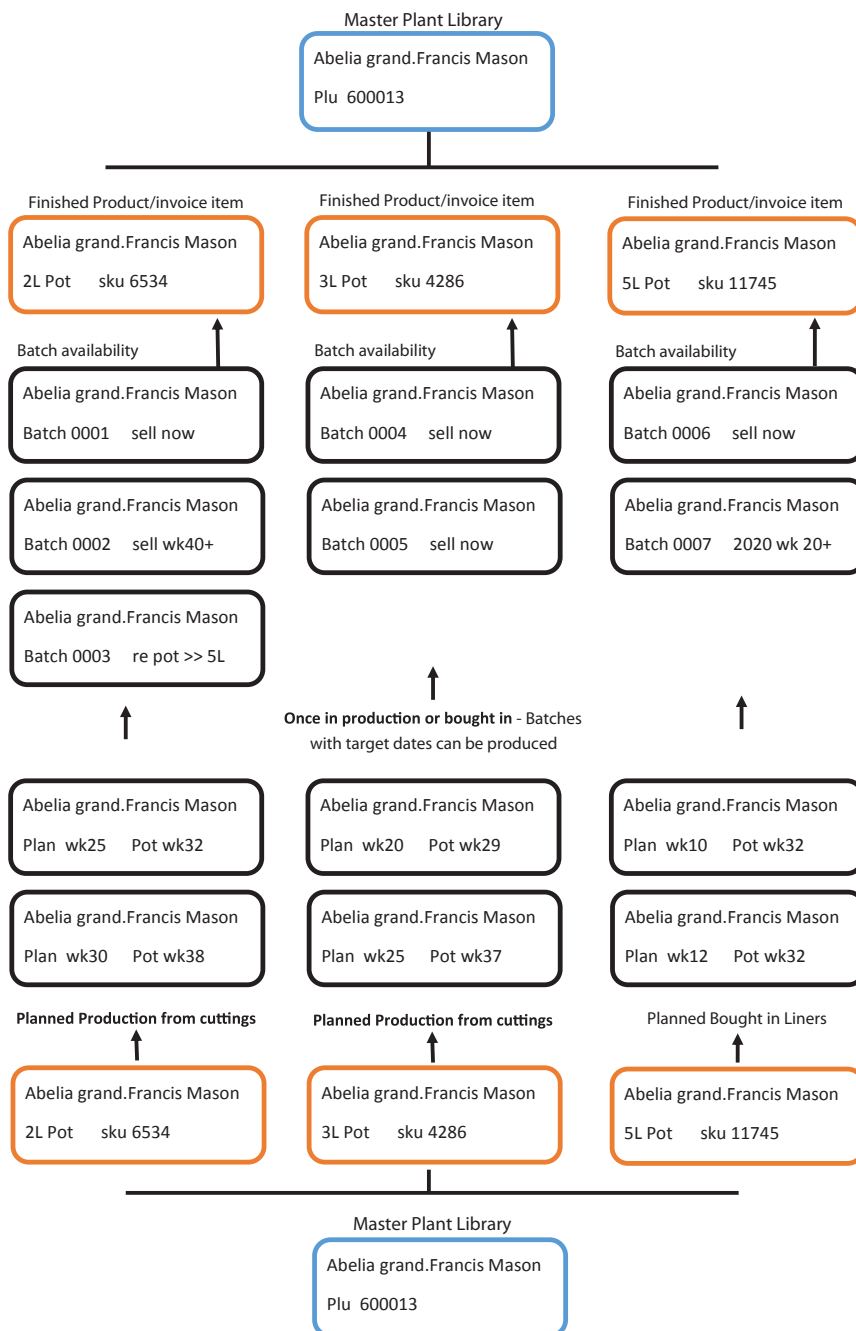 Master Plant Library
Abelia grand.Francis Mason
Plu 600013
Finished Product/invoice item
Abelia grand.Francis Mason
2L Pot sku 6534
Finished Product/invoice item
Abelia grand.Francis Mason
3L Pot sku 4286
Finished Product/invoice item
Abelia grand.Francis Mason
5L Pot sku 11745
Batch availability
Abelia grand.Francis Mason
Batch 0001 sell now
Abelia grand.Francis Mason
Batch 0002 sell wk40+
Abelia grand.Francis Mason
Batch 0003 re pot >> 5L
Batch availability
Abelia grand.Francis Mason
Batch 0004 sell now
Abelia grand.Francis Mason
Batch 0005 sell now
Batch availability
Abelia grand.Francis Mason
Batch 0006 sell now
Abelia grand.Francis Mason
Batch 0007 2020 wk 20+
Once in production or bought in - Batches
with target dates can be produced
Abelia grand.Francis Mason
Plan wk25 Pot wk32
Abelia grand.Francis Mason
Plan wk30 Pot wk38
Planned Production from cuttings
Abelia grand.Francis Mason
2L Pot sku 6534
Abelia grand.Francis Mason
Plan wk20 Pot wk29
Abelia grand.Francis Mason
Plan wk25 Pot wk37
Planned Production from cuttings
Abelia grand.Francis Mason
3L Pot sku 4286
Abelia grand.Francis Mason
Plan wk10 Pot wk32
Abelia grand.Francis Mason
Plan wk12 Pot wk32
Planned Bought in Liners
Abelia grand.Francis Mason
5L Pot sku 11745
Master Plant Library
Abelia grand.Francis Mason
Plu 600013